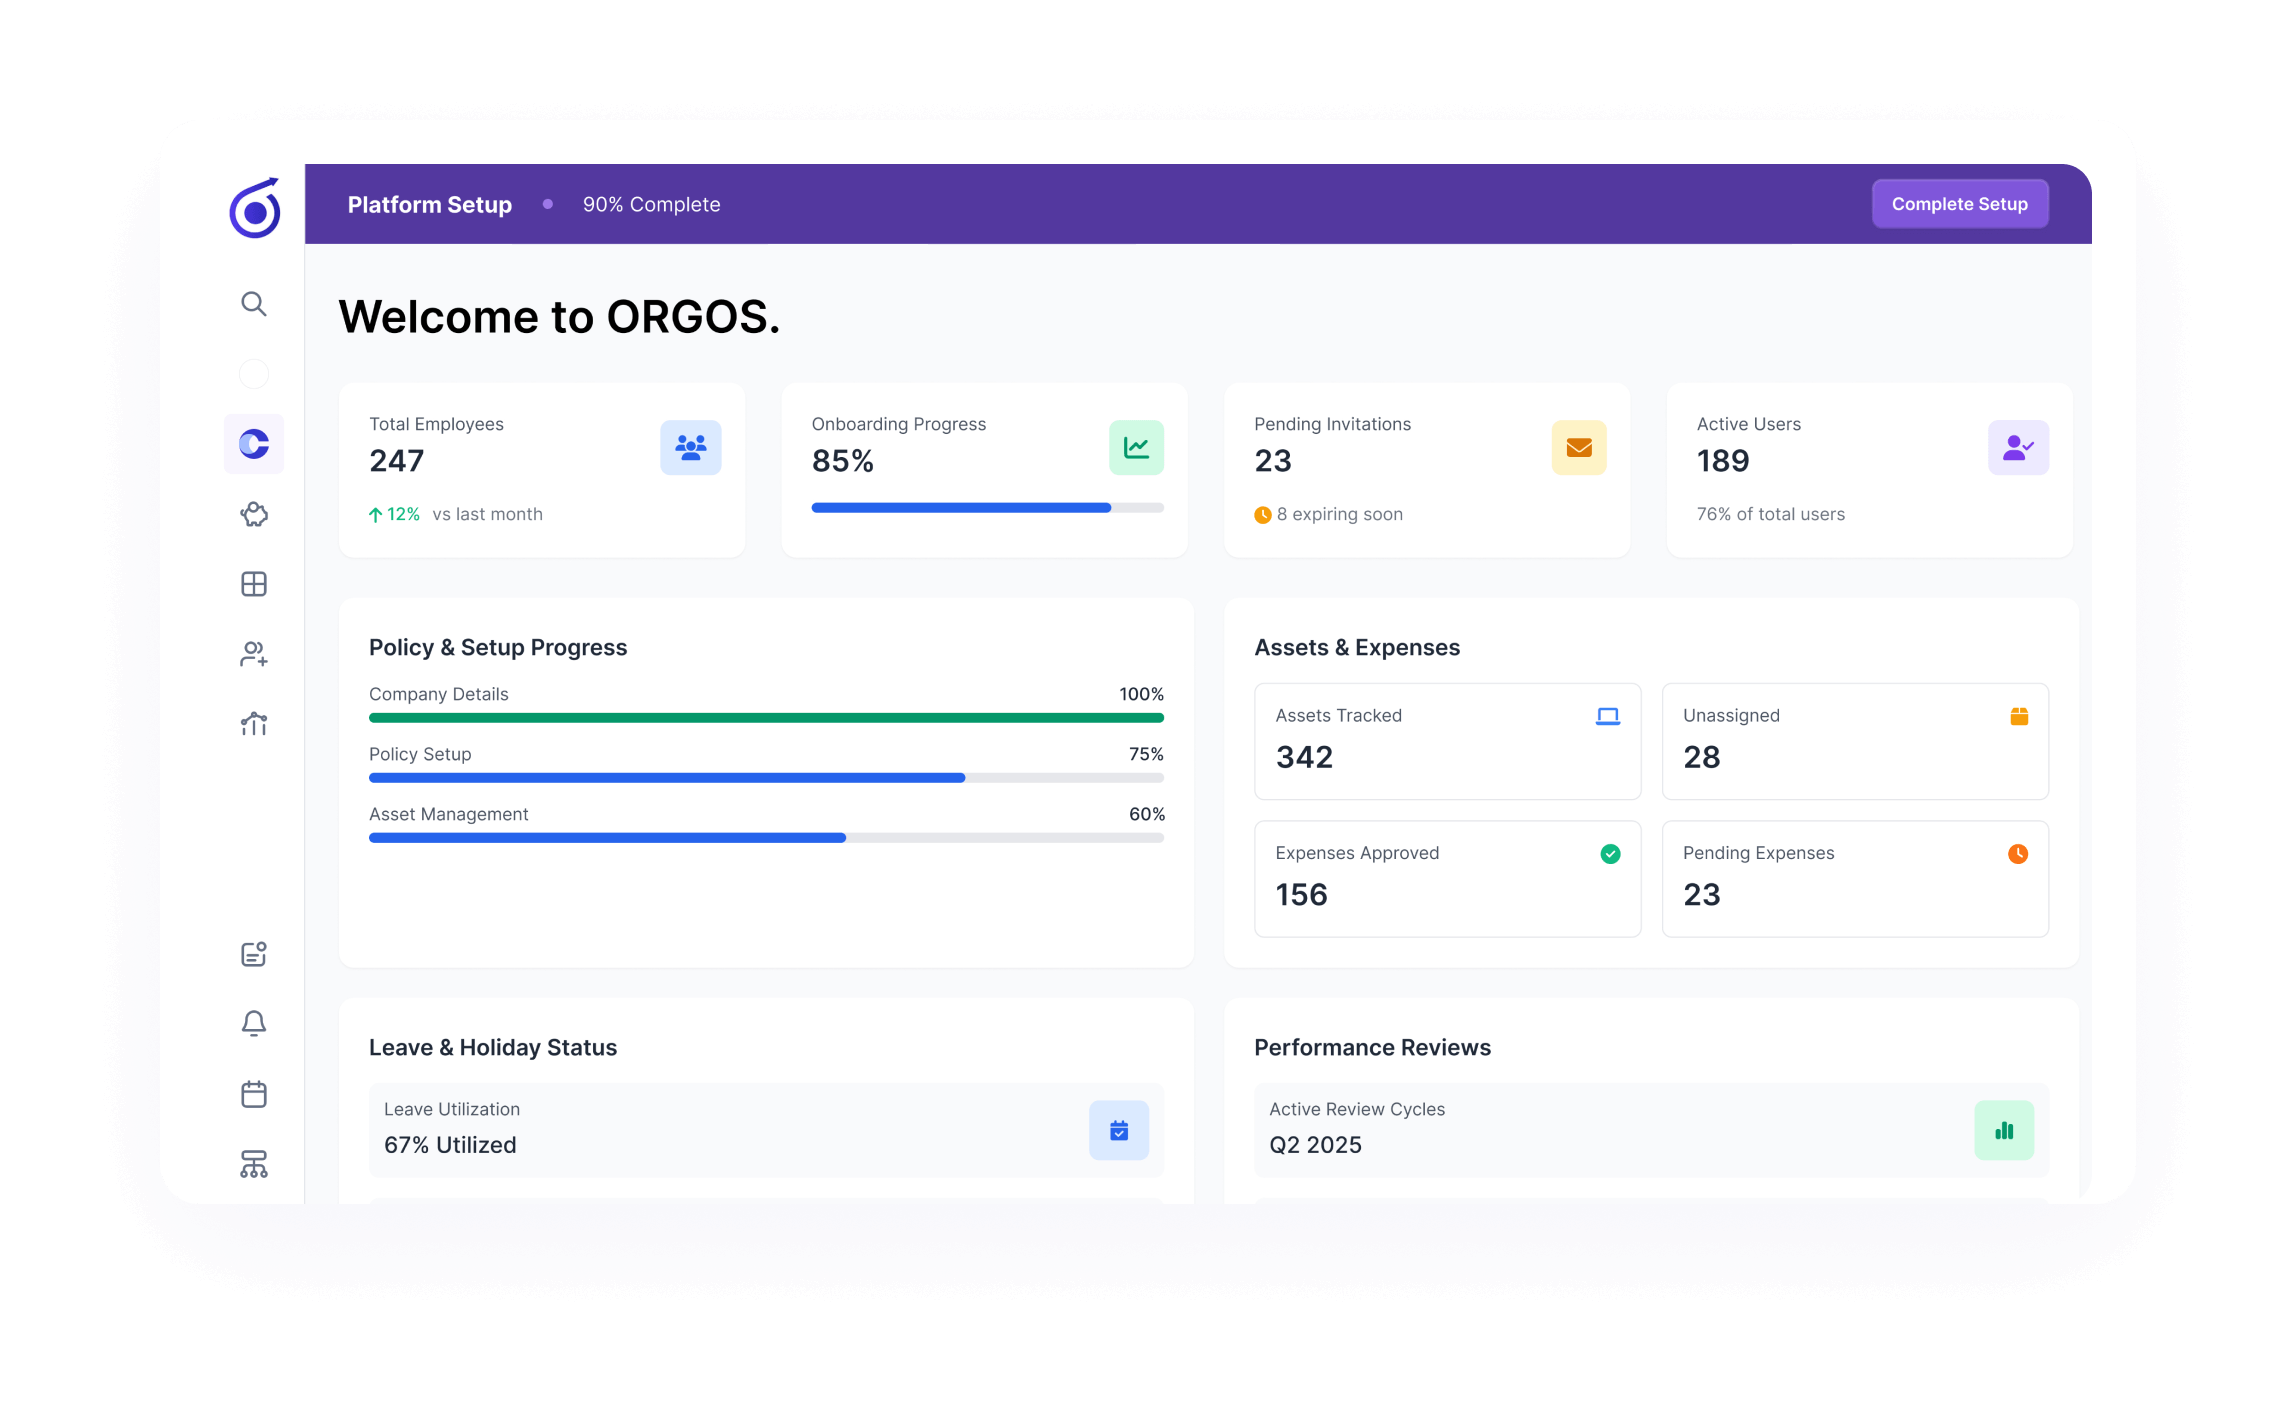 Platform Setup
90% Complete
Complete Setup
Welcome to ORGOS.
Total Employees
247
12% vs last month
Onboarding Progress
85%
Pending Invitations
23
8 expiring soon
Active Users
189
76% of total users
Policy & Setup Progress
Company Details
100%
Policy Setup
75%
Asset Management
60%
Assets & Expenses
Assets Tracked
342
Unassigned
28
Expenses Approved
156
Pending Expenses
23
Leave & Holiday Status
Leave Utilization
67% Utilized
Performance Reviews
Active Review Cycles
Q2 2025